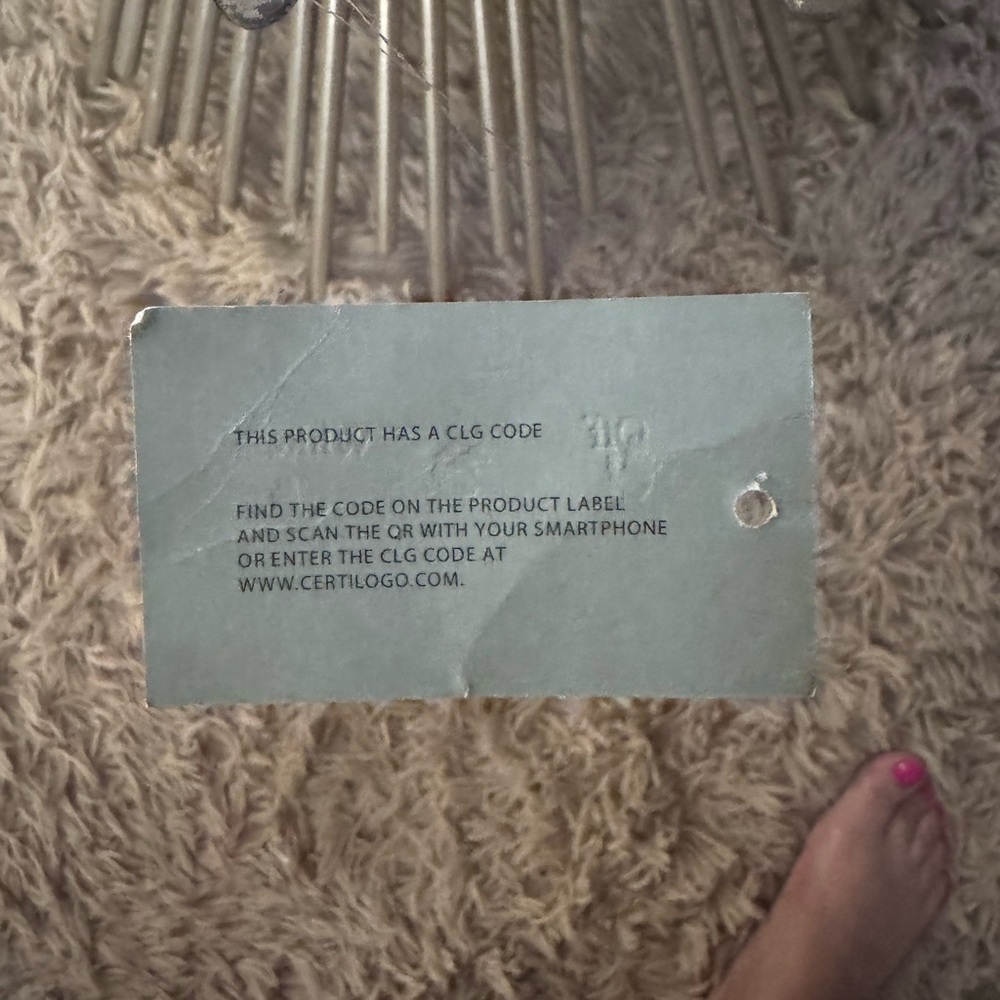 THIS PRODUCT HAS A CLG CODE
FIND THE CODE ON THE PRODUCT LABEL
AND SCAN THE QR WITH YOUR SMARTPHONE
OR ENTER THE CLG CODE AT
WWW.CERTILOGO.COM.